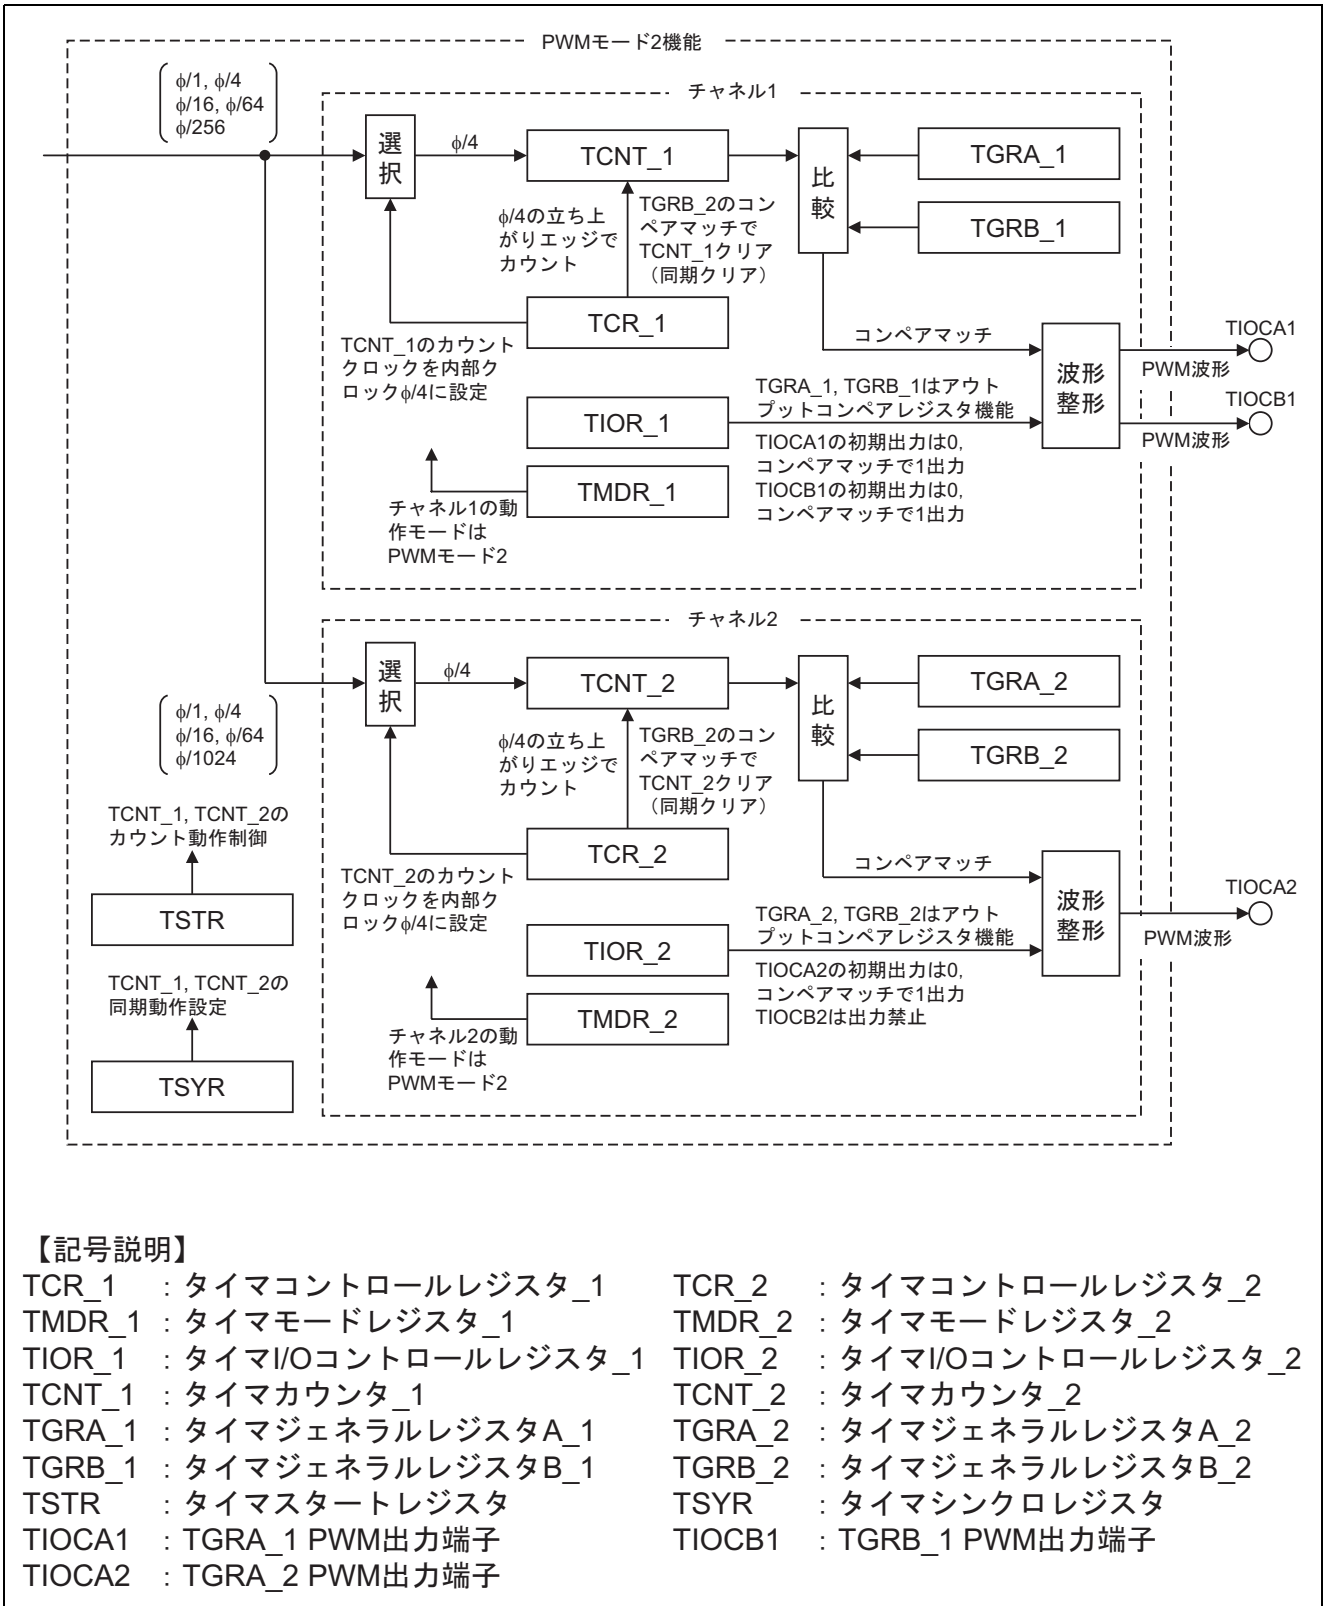 PWMモード2機能
φ/1, φ/4
φ/16, φ/64
φ/256
チャネル1
選
択
φ/4
TCNT_1
比
較
TGRA_1
TGRB_1
φ/4の立ち上
がりエッジで
カウント
TGRB_2のコン
ペアマッチで
TCNT_1クリア
（同期クリア）
TCR_1
TCNT_1のカウント
クロックを内部ク
ロックφ/4に設定
コンペアマッチ
波形
整形
TIOCA1
PWM波形
TIOCB1
PWM波形
TIOR_1
TGRA_1, TGRB_1はアウト
プットコンペアレジスタ機能
TIOCA1の初期出力は0,
コンペアマッチで1出力
TIOCB1の初期出力は0,
コンペアマッチで1出力
TMDR_1
チャネル1の動
作モードは
PWMモード2
チャネル2
選
択
φ/4
TCNT_2
比
較
TGRA_2
TGRB_2
φ/1, φ/4
φ/16, φ/64
φ/1024
φ/4の立ち上
がりエッジで
カウント
TGRB_2のコン
ペアマッチで
TCNT_2クリア
（同期クリア）
TCNT_1, TCNT_2の
カウント動作制御
TSTR
TCR_2
TCNT_2のカウント
クロックを内部ク
ロックφ/4に設定
コンペアマッチ
波形
整形
TIOCA2
PWM波形
TIOR_2
TGRA_2, TGRB_2はアウト
プットコンペアレジスタ機能
TIOCA2の初期出力は0,
コンペアマッチで1出力
TIOCB2は出力禁止
TCNT_1, TCNT_2の
同期動作設定
TSYR
TMDR_2
チャネル2の動
作モードは
PWMモード2
【記号説明】
TCR_1 : タイマコントロールレジスタ_1 TCR_2 : タイマコントロールレジスタ_2
TMDR_1 : タイマモードレジスタ_1 TMDR_2 : タイマモードレジスタ_2
TIOR_1 : タイマI/Oコントロールレジスタ_1 TIOR_2 : タイマI/Oコントロールレジスタ_2
TCNT_1 : タイマカウンタ_1 TCNT_2 : タイマカウンタ_2
TGRA_1 : タイマジェネラルレジスタA_1 TGRA_2 : タイマジェネラルレジスタA_2
TGRB_1 : タイマジェネラルレジスタB_1 TGRB_2 : タイマジェネラルレジスタB_2
TSTR : タイマスタートレジスタ TSYR : タイマシンクロレジスタ
TIOCA1 : TGRA_1 PWM出力端子 TIOCB1 : TGRB_1 PWM出力端子
TIOCA2 : TGRA_2 PWM出力端子